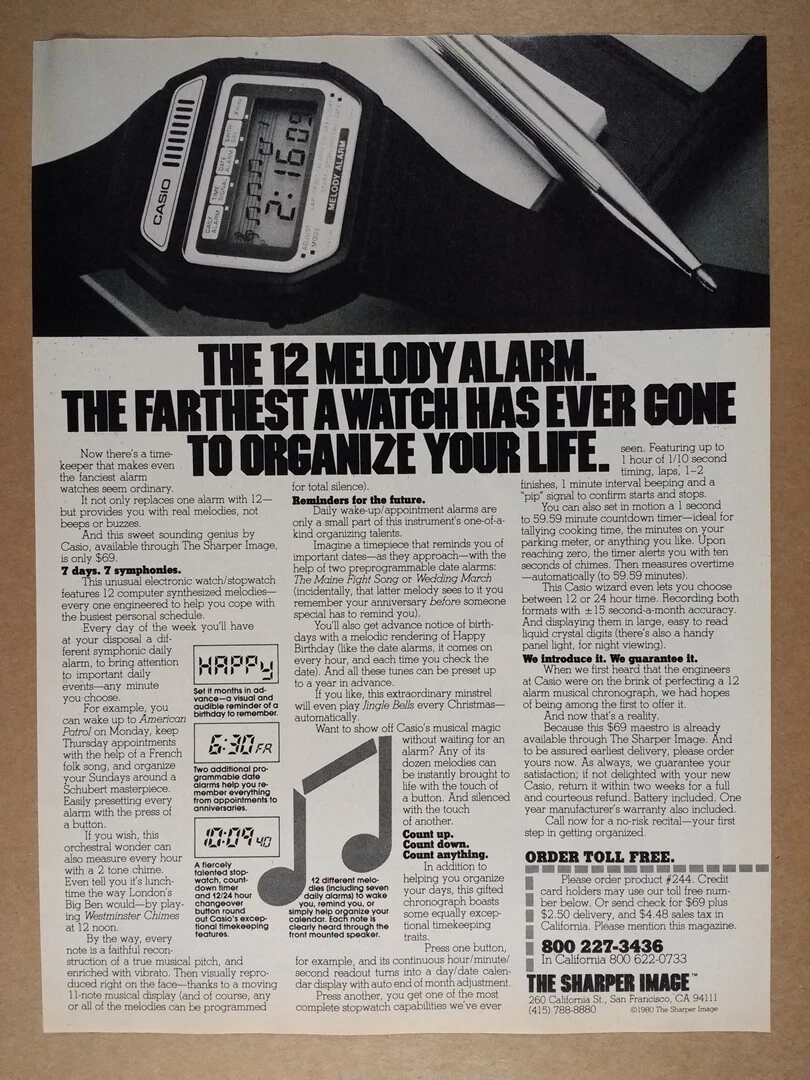 CASIO
DAILY ALARM
TIME SIGNAL
DATE ALARM
BIRTH DAY
2:16 09
ADJUST
MODE
MELODY ALARM
THE 12 MELODY ALARM.
THE FARTHEST A WATCH HAS EVER GONE
TO ORGANIZE YOUR LIFE.
Now there's a time-
keeper that makes even
the fanciest alarm
watches seem ordinary.
It not only replaces one alarm with 12—
but provides you with real melodies, not
beeps or buzzes.
And this sweet sounding genius by
Casio, available through The Sharper Image,
is only $69.
7 days. 7 symphonies.
This unusual electronic watch/stopwatch
features 12 computer synthesized melodies—
every one engineered to help you cope with
the busiest personal schedule.
Every day of the week you'll have
at your disposal a dif-
ferent symphonic daily
alarm, to bring attention
to important daily
events—any minute
you choose.
For example, you
can wake up to American
Patrol on Monday, keep
Thursday appointments
with the help of a French
folk song, and organize
your Sundays around a
Schubert masterpiece.
Easily presetting every
alarm with the press of
a button.
If you wish, this
orchestral wonder can
also measure every hour
with a 2 tone chime.
Even tell you it's lunch-
time the way London's
Big Ben would—by play-
ing Westminster Chimes
at 12 noon.
By the way, every
note is a faithful recon-
struction of a true musical pitch, and
enriched with vibrato. Then visually repro-
duced right on the face—thanks to a moving
11-note musical display (and of course, any
or all of the melodies can be programmed
HAPPy
Set it months in ad-
vance—a visual and
audible reminder of a
birthday to remember.
6:30 FR
Two additional pro-
grammable date
alarms help you re-
member everything
from appointments to
anniversaries.
10:09 40
A fiercely
talented stop-
watch, count-
down timer
and 12/24 hour
changeover
button round
out Casio's excep-
tional timekeeping
features.
for total silence).
Reminders for the future.
Daily wake-up/appointment alarms are
only a small part of this instrument's one-of-a-
kind organizing talents.
Imagine a timepiece that reminds you of
important dates—as they approach—with the
help of two preprogrammable date alarms:
The Maine Fight Song or Wedding March
(incidentally, that latter melody sees to it you
remember your anniversary before someone
special has to remind you).
You'll also get advance notice of birth-
days with a melodic rendering of Happy
Birthday (like the date alarms, it comes on
every hour, and each time you check the
date). And all these tunes can be preset up
to a year in advance.
If you like, this extraordinary minstrel
will even play Jingle Bells every Christmas—
automatically.
Want to show off Casio's musical magic
without waiting for an
alarm? Any of its
dozen melodies can
be instantly brought to
life with the touch of
a button. And silenced
with the touch
of another.
Count up.
Count down.
Count anything.
In addition to
helping you organize
your days, this gifted
chronograph boasts
some equally excep-
tional timekeeping
traits.
Press one button,
for example, and its continuous hour/minute/
second readout turns into a day/date calen-
dar display with auto end of month adjustment.
Press another, you get one of the most
complete stopwatch capabilities we've ever
12 different melo-
dies (including seven
daily alarms) to wake
you, remind you, or
simply help organize your
calendar. Each note is
clearly heard through the
front mounted speaker.
seen. Featuring up to
1 hour of 1/10 second
timing, laps, 1-2
finishes, 1 minute interval beeping and a
"pip" signal to confirm starts and stops.
You can also set in motion a 1 second
to 59.59 minute countdown timer—ideal for
tallying cooking time, the minutes on your
parking meter, or anything you like. Upon
reaching zero, the timer alerts you with ten
seconds of chimes. Then measures overtime
—automatically (to 59.59 minutes).
This Casio wizard even lets you choose
between 12 or 24 hour time. Recording both
formats with ±15 second-a-month accuracy.
And displaying them in large, easy to read
liquid crystal digits (there's also a handy
panel light, for night viewing).
We introduce it. We guarantee it.
When we first heard that the engineers
at Casio were on the brink of perfecting a 12
alarm musical chronograph, we had hopes
of being among the first to offer it.
And now that's a reality.
Because this $69 maestro is already
available through The Sharper Image. And
to be assured earliest delivery, please order
yours now. As always, we guarantee your
satisfaction; if not delighted with your new
Casio, return it within two weeks for a full
and courteous refund. Battery included. One
year manufacturer's warranty also included.
Call now for a no-risk recital—your first
step in getting organized.
ORDER TOLL FREE.
Please order product #244. Credit
card holders may use our toll free num-
ber below. Or send check for $69 plus
$2.50 delivery, and $4.48 sales tax in
California. Please mention this magazine.
800 227-3436
In California 800 622-0733
THE SHARPER IMAGE™
260 California St., San Francisco, CA 94111
(415) 788-8880 ©1980 The Sharper Image